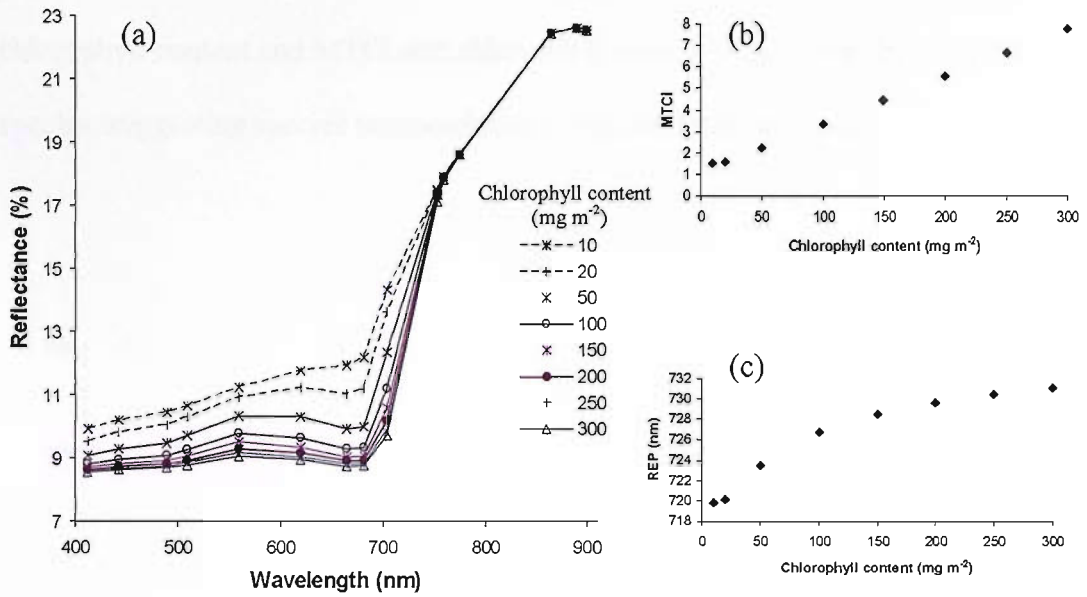 (a)
23
21
19
17
15
13
11
9
7
Reflectance (%)
400 500 600 700 800 900
Wavelength (nm)
Chlorophyll content
(mg m⁻²)
10
20
50
100
150
200
250
300
(b)
8
7
6
5
4
3
2
1
0
MTCI
0 50 100 150 200 250 300
Chlorophyll content (mg m⁻²)
(c)
732
730
728
726
724
722
720
718
REP (nm)
0 50 100 150 200 250 300
Chlorophyll content (mg m⁻²)